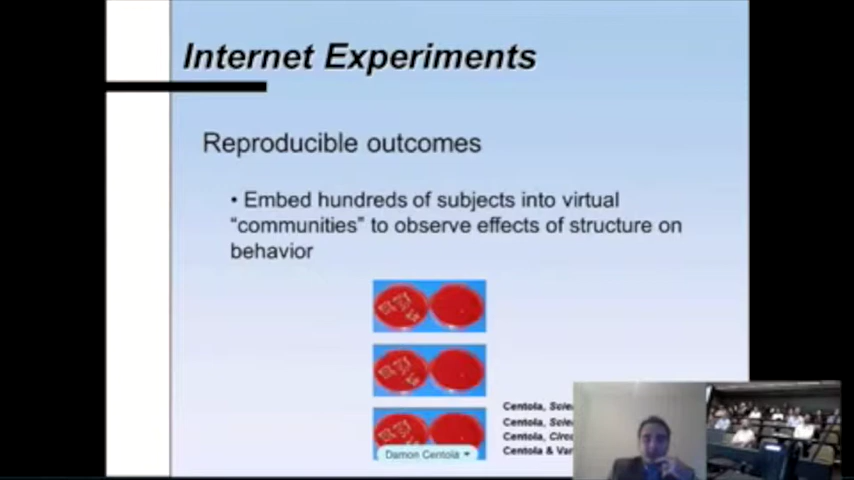 Internet Experiments
Reproducible outcomes
• Embed hundreds of subjects into virtual
“communities” to observe effects of structure on
behavior
Centola,
Centola,
Centola,
Centola &
Damon Centola